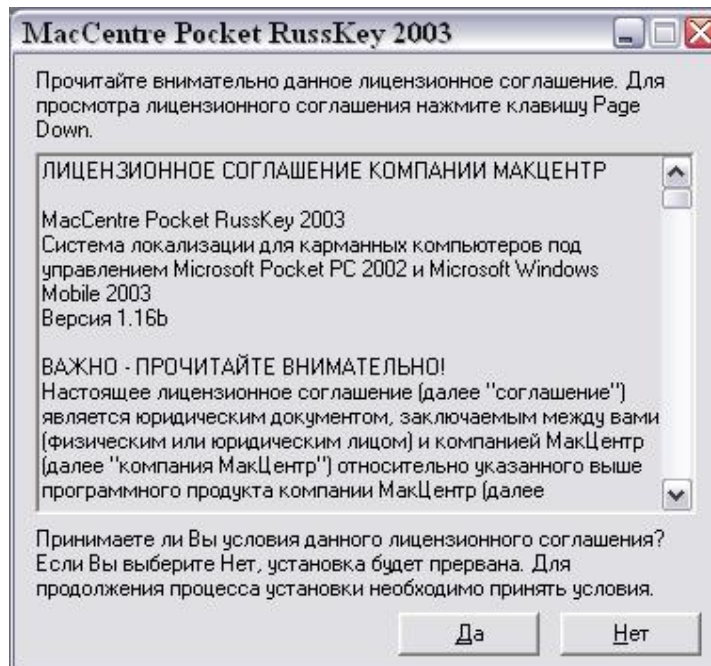 MacCentre Pocket RussKey 2003
Прочитайте внимательно данное лицензионное соглашение. Для
просмотра лицензионного соглашения нажмите клавишу Page
Down.
ЛИЦЕНЗИОННОЕ СОГЛАШЕНИЕ КОМПАНИИ МАКЦЕНТР
MacCentre Pocket RussKey 2003
Система локализации для карманных компьютеров под
управлением Microsoft Pocket PC 2002 и Microsoft Windows
Mobile 2003
Версия 1.16b
ВАЖНО - ПРОЧИТАЙТЕ ВНИМАТЕЛЬНО!
Настоящее лицензионное соглашение (далее "соглашение")
является юридическим документом, заключаемым между вами
(физическим или юридическим лицом) и компанией МакЦентр
(далее "компания МакЦентр") относительно указанного выше
программного продукта компании МакЦентр (далее
Принимаете ли Вы условия данного лицензионного соглашения?
Если Вы выберите Нет, установка будет прервана. Для
продолжения процесса установки необходимо принять условия.
Да Нет